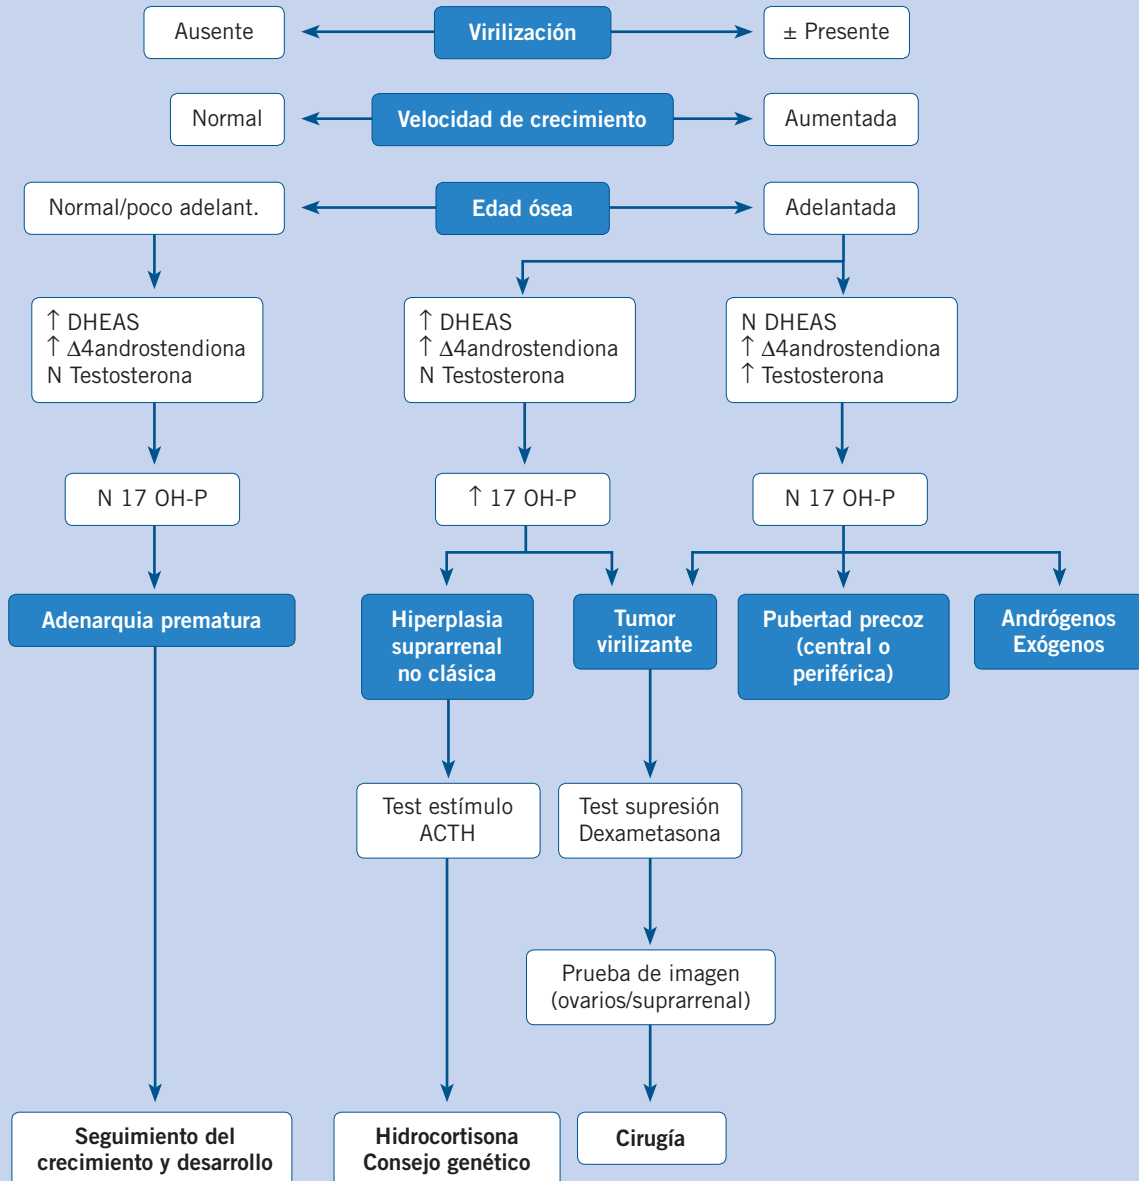 Ausente
Virilización
± Presente
Normal
Velocidad de crecimiento
Aumentada
Normal/poco adelant.
Edad ósea
Adelantada
↑ DHEAS
↑ Δ4androstendiona
N Testosterona
↑ DHEAS
↑ Δ4androstendiona
N Testosterona
N DHEAS
↑ Δ4androstendiona
↑ Testosterona
N 17 OH-P
↑ 17 OH-P
N 17 OH-P
Adenarquia prematura
Hiperplasia
suprarrenal
no clásica
Tumor
virilizante
Pubertad precoz
(central o
periférica)
Andrógenos
Exógenos
Test estímulo
ACTH
Test supresión
Dexametasona
Prueba de imagen
(ovarios/suprarrenal)
Seguimiento del
crecimiento y desarrollo
Hidrocortisona
Consejo genético
Cirugía